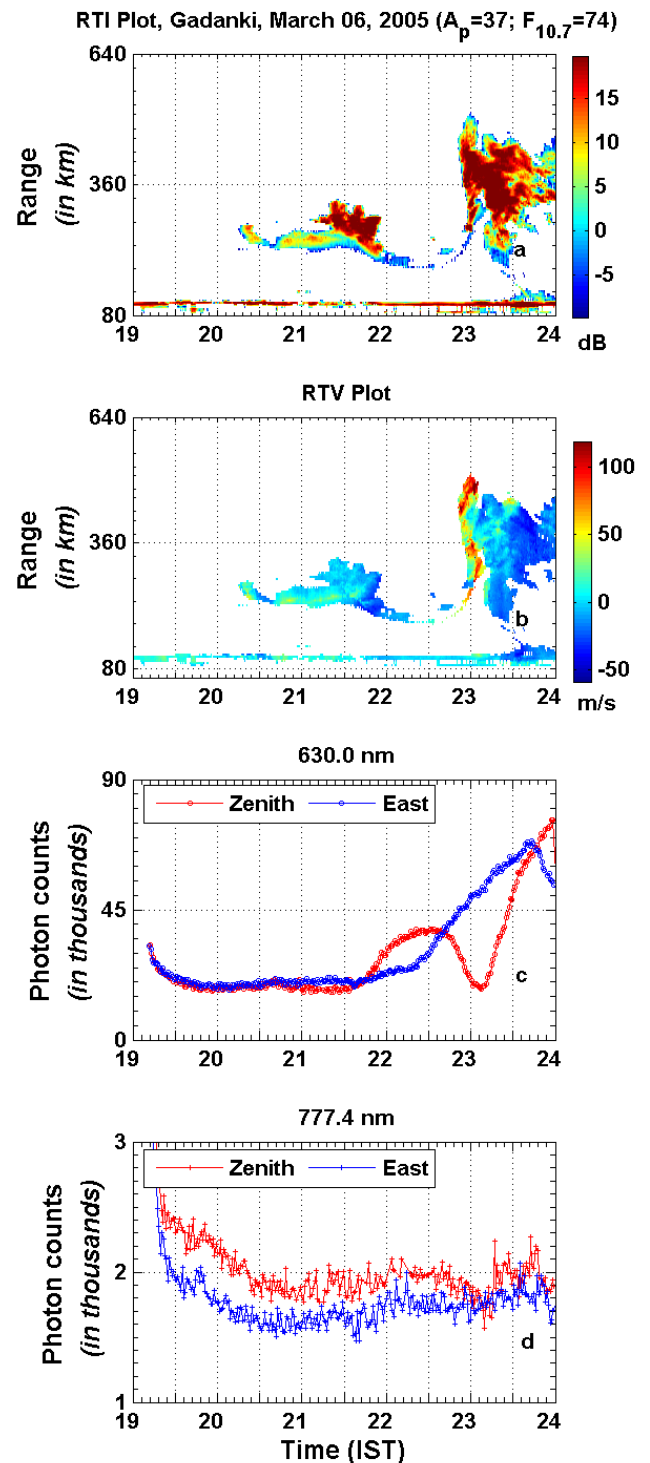 RTI Plot, Gadanki, March 06, 2005 (A_p=37; F_10.7=74)
640
360
80
Range
(in km)
19 20 21 22 23 24
a
15
10
5
0
-5
dB
RTV Plot
640
360
80
Range
(in km)
19 20 21 22 23 24
b
100
50
0
-50
m/s
630.0 nm
90
45
0
Photon counts
(in thousands)
Zenith East
c
19 20 21 22 23 24
777.4 nm
3
2
1
Photon counts
(in thousands)
Zenith East
d
19 20 21 22 23 24
Time (IST)